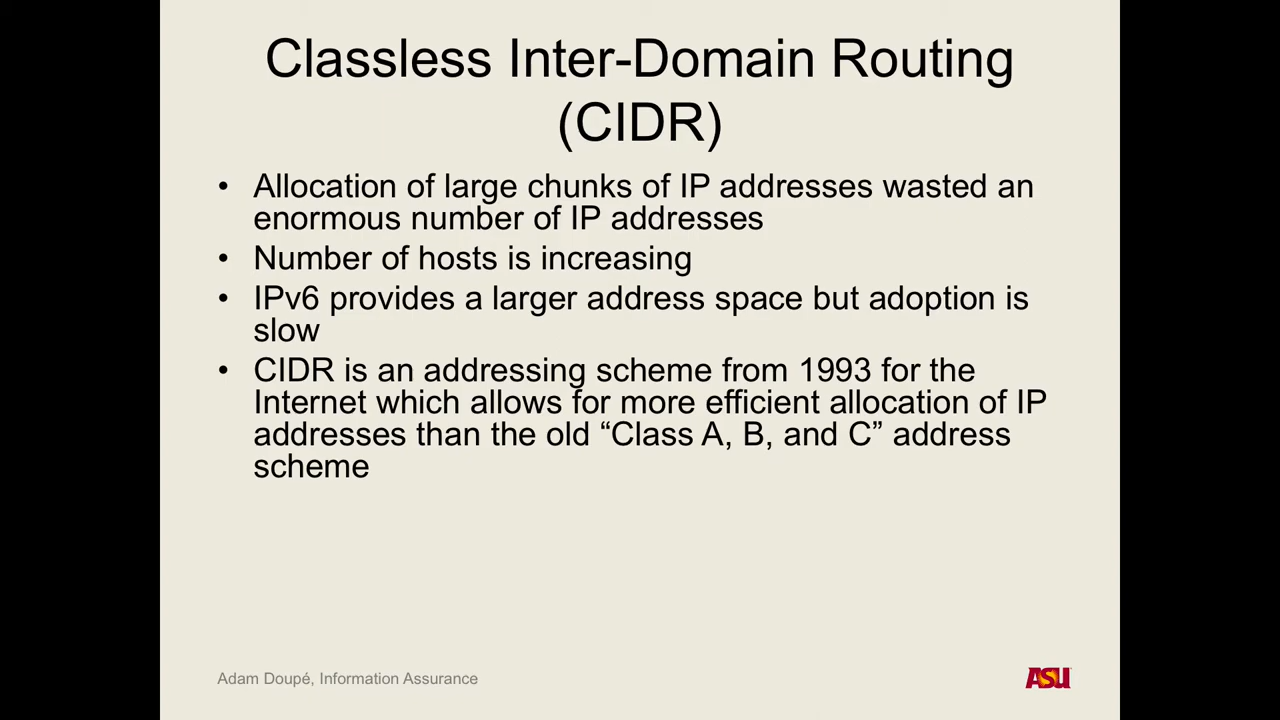 Classless Inter-Domain Routing
(CIDR)
• Allocation of large chunks of IP addresses wasted an
enormous number of IP addresses
• Number of hosts is increasing
• IPv6 provides a larger address space but adoption is
slow
• CIDR is an addressing scheme from 1993 for the
Internet which allows for more efficient allocation of IP
addresses than the old “Class A, B, and C” address
scheme
Adam Doupé, Information Assurance
ASU